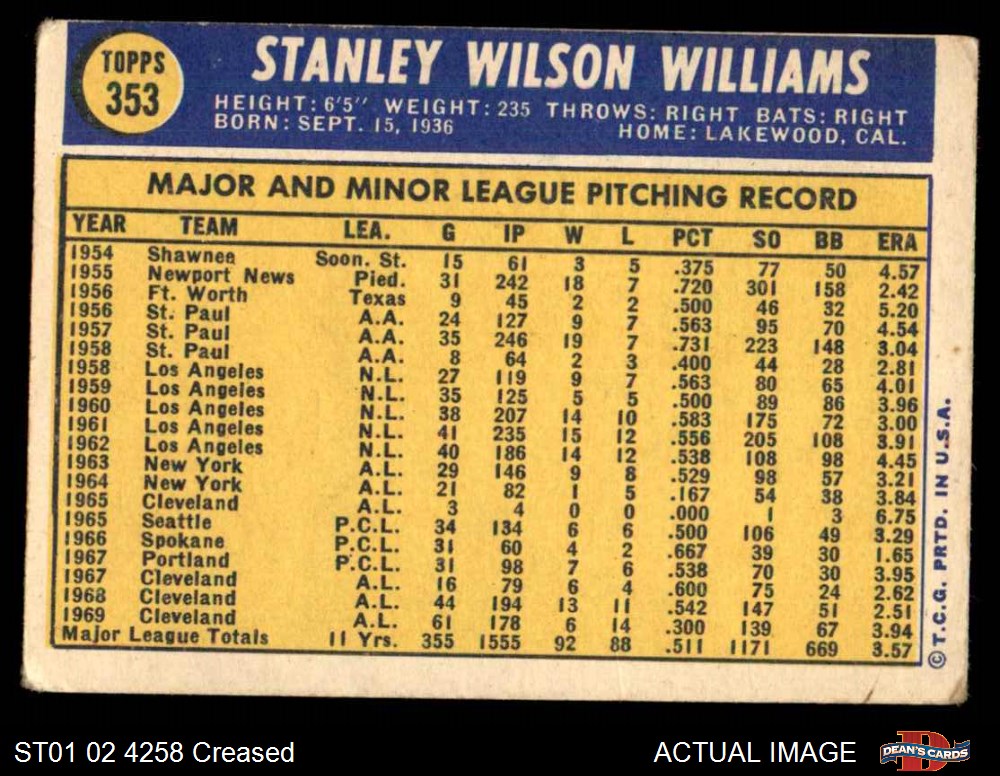 TOPPS
353
STANLEY WILSON WILLIAMS
HEIGHT: 6'5" WEIGHT: 235 THROWS: RIGHT BATS: RIGHT
BORN: SEPT. 15, 1936 HOME: LAKEWOOD, CAL.
MAJOR AND MINOR LEAGUE PITCHING RECORD
YEAR TEAM LEA. G IP W L PCT SO BB ERA
1954 Shawnee Soon. St. 15 61 3 5 .375 77 50 4.57
1955 Newport News Pied. 31 242 18 7 .720 301 158 2.42
1956 Ft. Worth Texas 9 45 2 2 .500 46 32 5.20
1956 St. Paul A.A. 24 127 9 7 .563 95 70 4.54
1957 St. Paul A.A. 35 246 19 7 .731 223 148 3.04
1958 St. Paul A.A. 8 64 2 3 .400 44 28 2.81
1958 Los Angeles N.L. 27 119 9 7 .563 80 65 4.01
1959 Los Angeles N.L. 35 125 5 5 .500 89 86 3.96
1960 Los Angeles N.L. 38 207 14 10 .583 175 72 3.00
1961 Los Angeles N.L. 41 235 15 12 .556 205 108 3.91
1962 Los Angeles N.L. 40 186 14 12 .538 108 98 4.45
1963 New York A.L. 29 146 9 8 .529 98 57 3.21
1964 New York A.L. 21 82 1 5 .167 54 38 3.84
1965 Cleveland A.L. 3 4 0 0 .000 1 3 6.75
1965 Seattle P.C.L. 34 134 6 6 .500 106 49 3.29
1966 Spokane P.C.L. 31 60 4 2 .667 39 30 1.65
1967 Portland P.C.L. 31 98 7 6 .538 70 30 3.95
1967 Cleveland A.L. 16 79 6 4 .600 75 24 2.62
1968 Cleveland A.L. 44 194 13 11 .542 147 51 2.51
1969 Cleveland A.L. 61 178 6 14 .300 139 67 3.94
Major League Totals 11 Yrs. 355 1555 92 88 .511 1171 669 3.57
© T.C.G. PRTD. IN U.S.A.
ST01 02 4258 Creased
ACTUAL IMAGE
D
DEAN'S CARDS